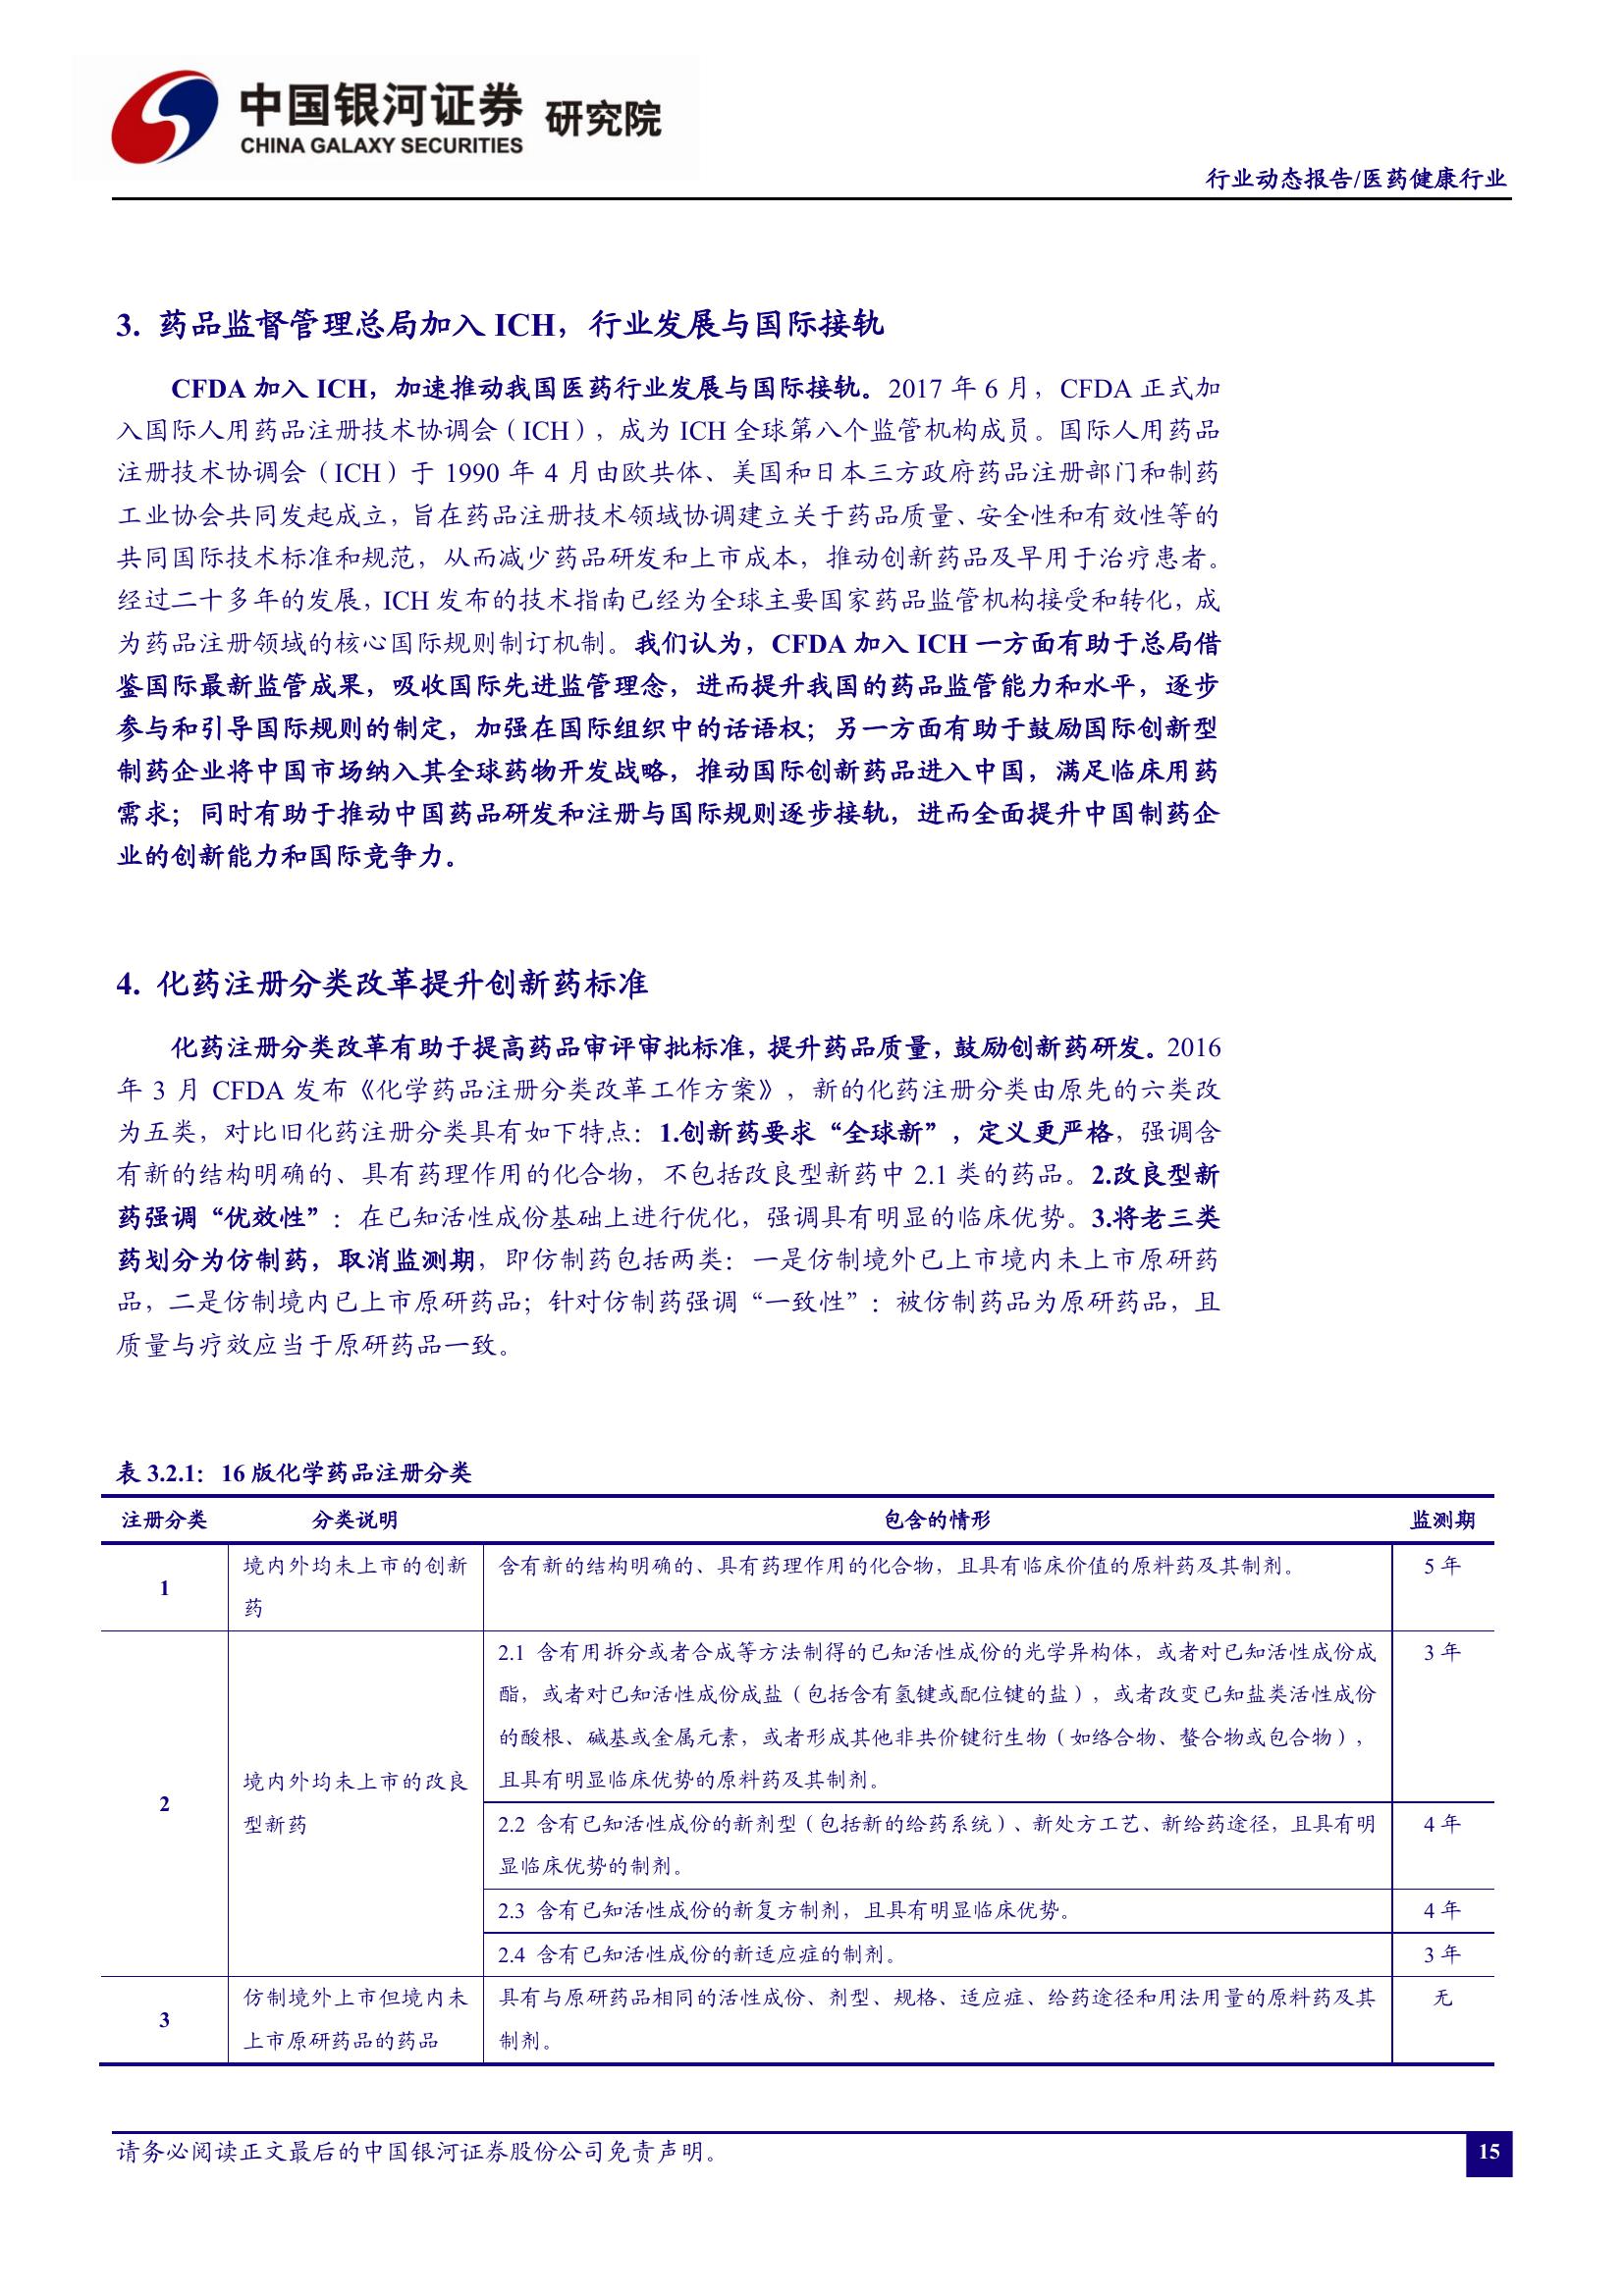 中国银河证券 研究院
CHINA GALAXY SECURITIES
行业动态报告/医药健康行业
3. 药品监督管理总局加入 ICH，行业发展与国际接轨
CFDA 加入 ICH，加速推动我国医药行业发展与国际接轨。2017 年 6 月，CFDA 正式加
入国际人用药品注册技术协调会（ICH），成为 ICH 全球第八个监管机构成员。国际人用药品
注册技术协调会（ICH）于 1990 年 4 月由欧共体、美国和日本三方政府药品注册部门和制药
工业协会共同发起成立，旨在药品注册技术领域协调建立关于药品质量、安全性和有效性等的
共同国际技术标准和规范，从而减少药品研发和上市成本，推动创新药品及早用于治疗患者。
经过二十多年的发展，ICH 发布的技术指南已经为全球主要国家药品监管机构接受和转化，成
为药品注册领域的核心国际规则制订机制。我们认为，CFDA 加入 ICH 一方面有助于总局借
鉴国际最新监管成果，吸收国际先进监管理念，进而提升我国的药品监管能力和水平，逐步
参与和引导国际规则的制定，加强在国际组织中的话语权；另一方面有助于鼓励国际创新型
制药企业将中国市场纳入其全球药物开发战略，推动国际创新药品进入中国，满足临床用药
需求；同时有助于推动中国药品研发和注册与国际规则逐步接轨，进而全面提升中国制药企
业的创新能力和国际竞争力。
4. 化药注册分类改革提升创新药标准
化药注册分类改革有助于提高药品审评审批标准，提升药品质量，鼓励创新药研发。2016
年 3 月 CFDA 发布《化学药品注册分类改革工作方案》，新的化药注册分类由原先的六类改
为五类，对比旧化药注册分类具有如下特点：1.创新药要求“全球新”，定义更严格，强调含
有新的结构明确的、具有药理作用的化合物，不包括改良型新药中 2.1 类的药品。2.改良型新
药强调“优效性”：在已知活性成份基础上进行优化，强调具有明显的临床优势。3.将老三类
药划分为仿制药，取消监测期，即仿制药包括两类：一是仿制境外已上市境内未上市原研药
品，二是仿制境内已上市原研药品；针对仿制药强调“一致性”：被仿制药品为原研药品，且
质量与疗效应当于原研药品一致。
表 3.2.1：16 版化学药品注册分类
注册分类 分类说明 包含的情形 监测期
1 境内外均未上市的创新 含有新的结构明确的、具有药理作用的化合物，且具有临床价值的原料药及其制剂。 5 年
药
2.1 含有用拆分或者合成等方法制得的已知活性成份的光学异构体，或者对已知活性成份成 3 年
酯，或者对已知活性成份成盐（包括含有氢键或配位键的盐），或者改变已知盐类活性成份
的酸根、碱基或金属元素，或者形成其他非共价键衍生物（如络合物、螯合物或包合物），
且具有明显临床优势的原料药及其制剂。
2 境内外均未上市的改良
型新药
2.2 含有已知活性成份的新剂型（包括新的给药系统）、新处方工艺、新给药途径，且具有明 4 年
显临床优势的制剂。
2.3 含有已知活性成份的新复方制剂，且具有明显临床优势。 4 年
2.4 含有已知活性成份的新适应症的制剂。 3 年
3 仿制境外上市但境内未 具有与原研药品相同的活性成份、剂型、规格、适应症、给药途径和用法用量的原料药及其 无
上市原研药品的药品 制剂。
请务必阅读正文最后的中国银河证券股份公司免责声明。 15